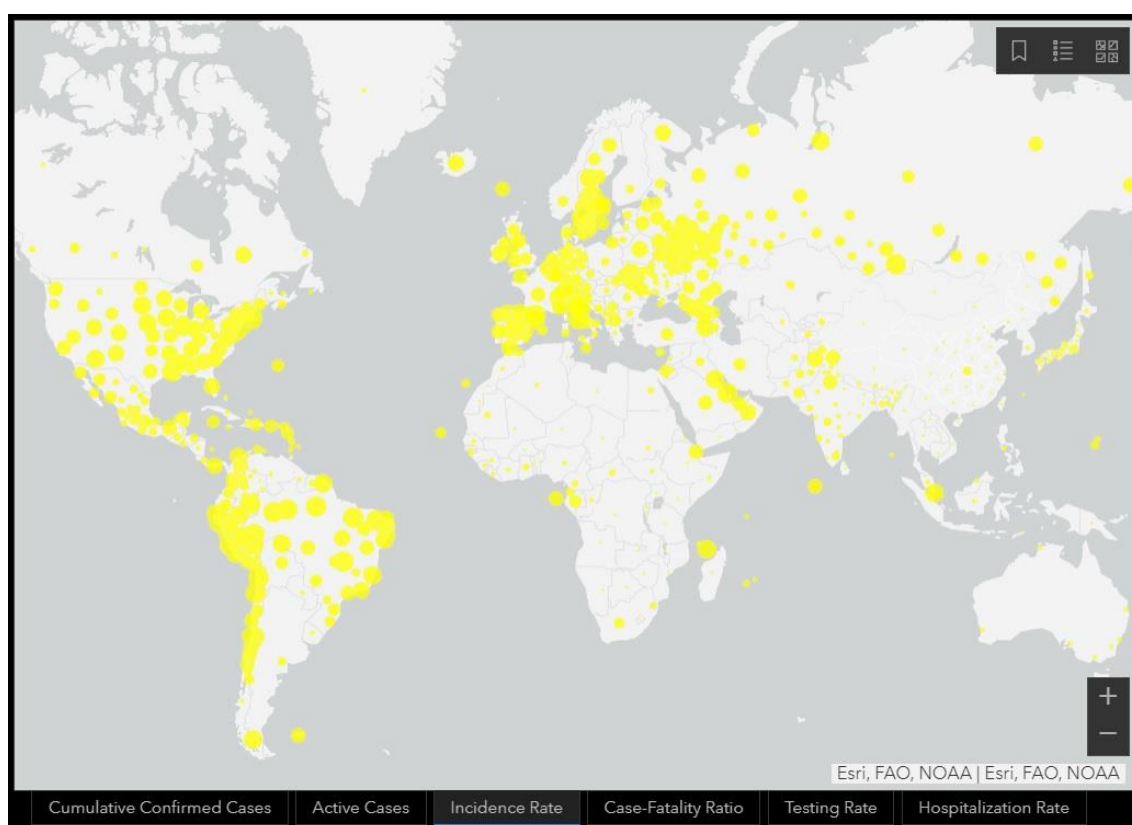 +
−
Esri, FAO, NOAA | Esri, FAO, NOAA
Cumulative Confirmed Cases Active Cases Incidence Rate Case-Fatality Ratio Testing Rate Hospitalization Rate